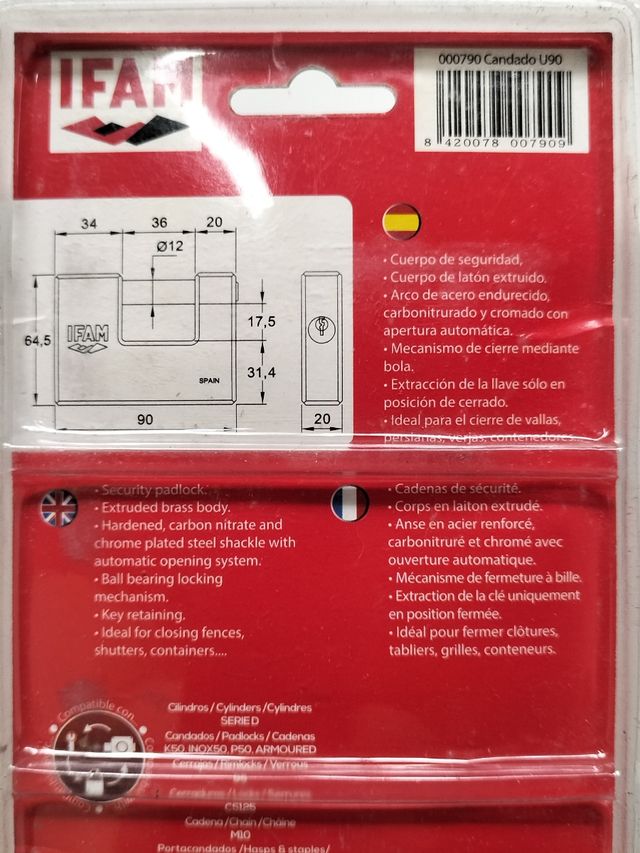 IFAM
000790 Candado U90
8 420078 007909
34 36 20
Ø12
17,5
64,5
IFAM
31,4
SPAIN
90
20
• Cuerpo de seguridad,
• Cuerpo de latón extruido.
• Arco de acero endurecido,
carbonitrurado y cromado con
apertura automática.
• Mecanismo de cierre mediante
bola.
• Extracción de la llave sólo en
posición de cerrado.
• Ideal para el cierre de vallas,
persianas, verjas, contenedores
• Security padlock.
• Extruded brass body.
• Hardened, carbon nitrate and
chrome plated steel shackle with
automatic opening system.
• Ball bearing locking
mechanism.
• Key retaining.
• Ideal for closing fences,
shutters, containers....
• Cadenas de sécurité.
• Corps en laiton extrudé.
• Anse en acier renforcé,
carbonitruré et chromé avec
ouverture automatique.
• Mécanisme de fermeture à bille.
• Extraction de la clé uniquement
en position fermée.
• Idéal pour fermer clôtures,
tabliers, grilles, conteneurs.
Compatible con
Cilindros / Cylinders / Cylindres
SERIE D
Candados / Padlocks / Cadenas
K50, INOX50, P50, ARMOURED
Cerrojos / Rimlocks / Verrous
Cerraduras / Locks / Serrures
CS125
Cadena / Chain / Chaîne
M10
Portacandados / Hasps & staples /